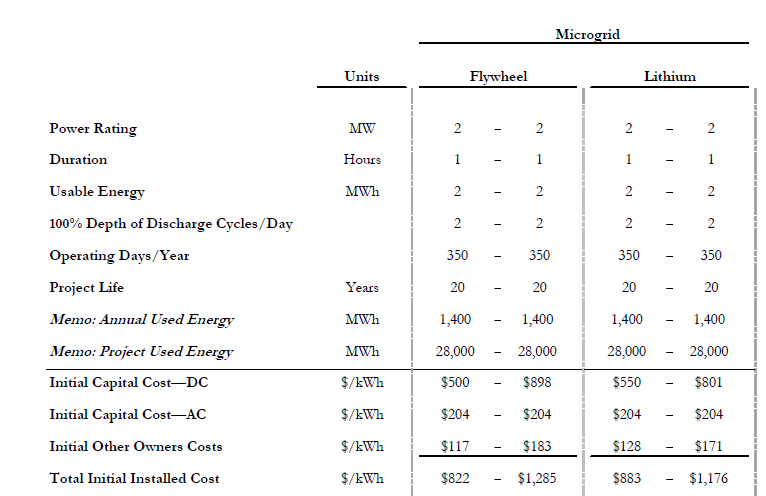 Microgrid
Units Flywheel Lithium
Power Rating MW 2 – 2 2 – 2
Duration Hours 1 – 1 1 – 1
Usable Energy MWh 2 – 2 2 – 2
100% Depth of Discharge Cycles/Day 2 – 2 2 – 2
Operating Days/Year 350 – 350 350 – 350
Project Life Years 20 – 20 20 – 20
Memo: Annual Used Energy MWh 1,400 – 1,400 1,400 – 1,400
Memo: Project Used Energy MWh 28,000 – 28,000 28,000 – 28,000
Initial Capital Cost—DC $/kWh $500 – $898 $550 – $801
Initial Capital Cost—AC $/kWh $204 – $204 $204 – $204
Initial Other Owners Costs $/kWh $117 – $183 $128 – $171
Total Initial Installed Cost $/kWh $822 – $1,285 $883 – $1,176